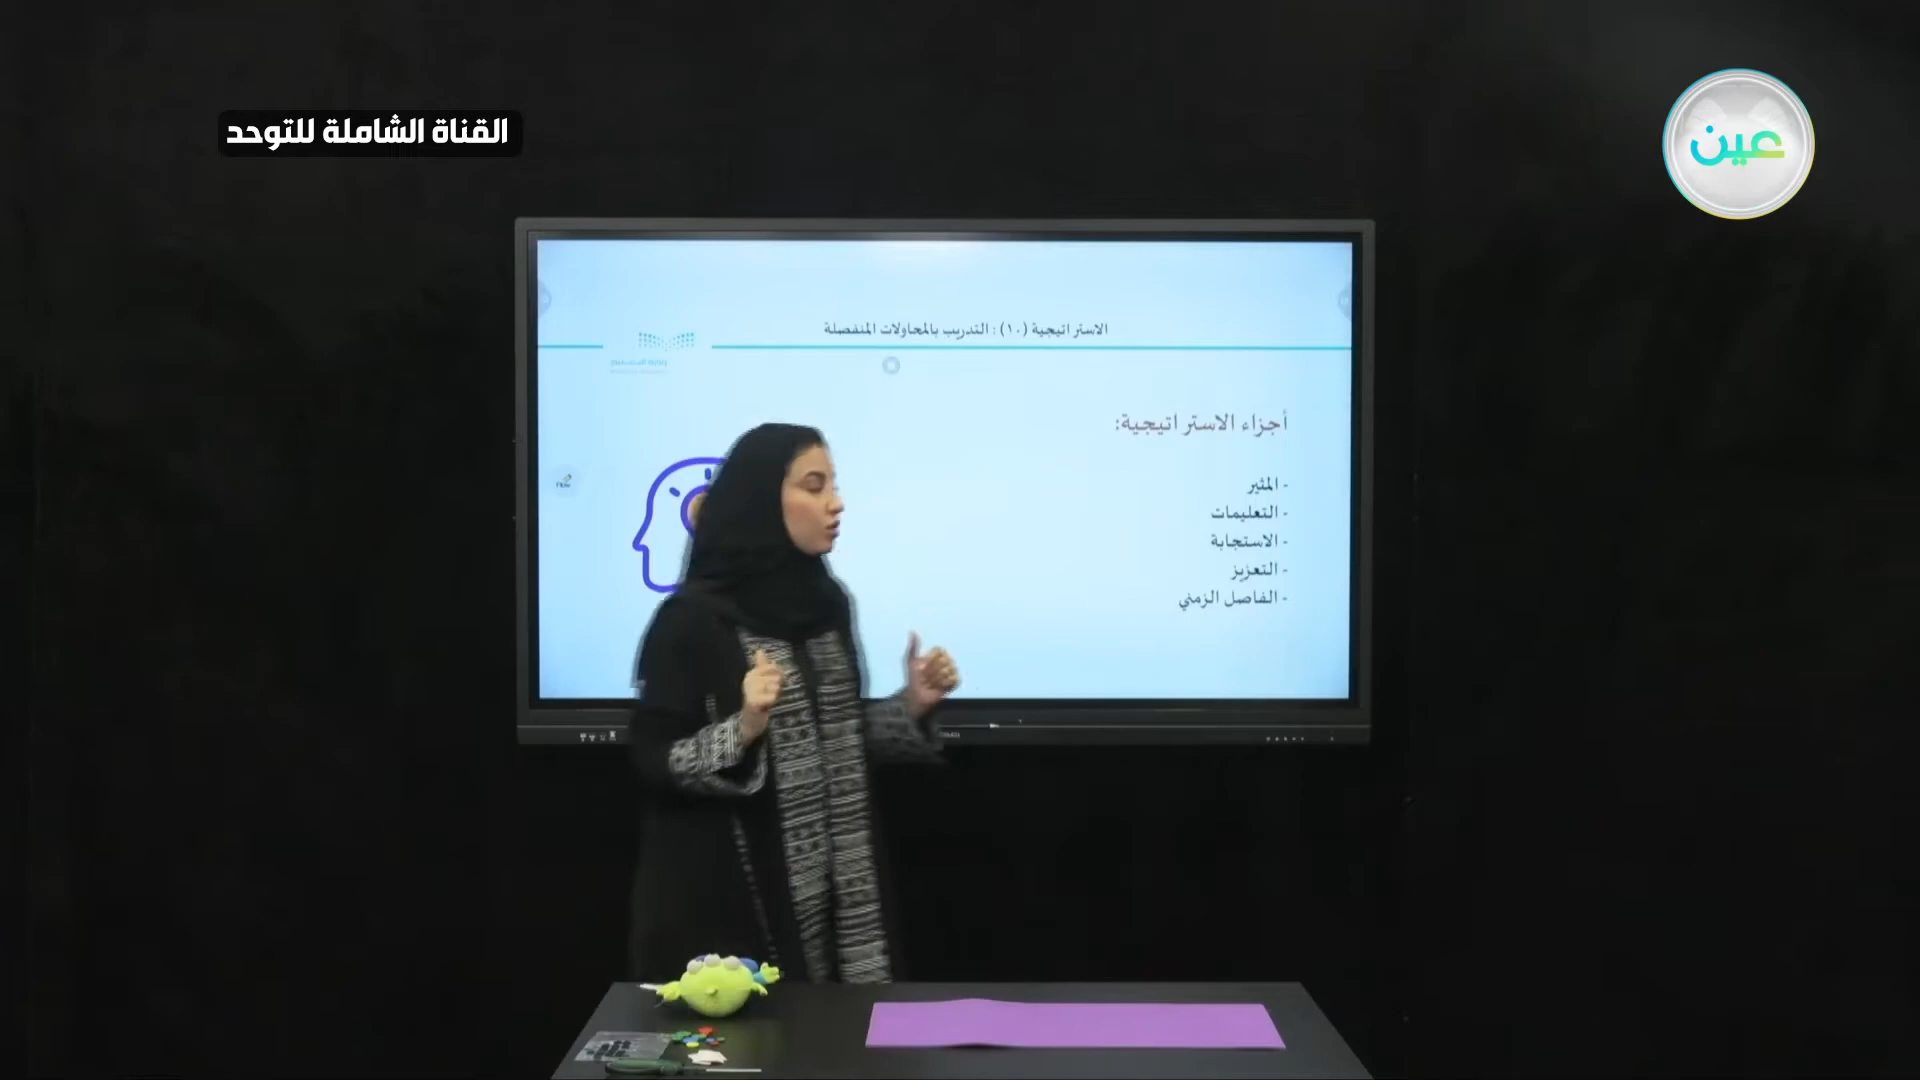 القناة الشاملة للتوحد
عين
الاستراتيجية (١٠) : التدريب بالمحاولات المنفصلة
أجزاء الاستراتيجية:
- المثير
- التعليمات
- الاستجابة
- التعزيز
- الفاصل الزمني